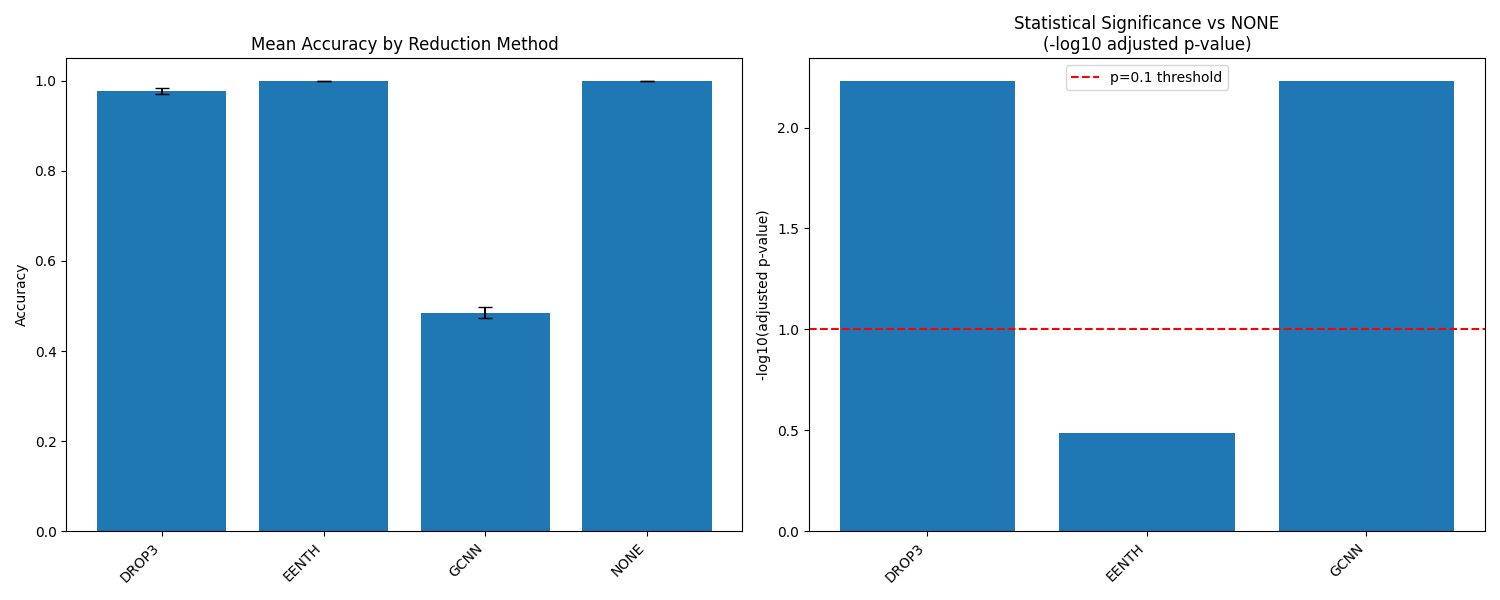 Mean Accuracy by Reduction Method
Accuracy
1.0
0.8
0.6
0.4
0.2
0.0
DROP3
EENTH
GCNN
NONE
Statistical Significance vs NONE
(-log10 adjusted p-value)
p=0.1 threshold
-log10(adjusted p-value)
2.0
1.5
1.0
0.5
0.0
DROP3
EENTH
GCNN